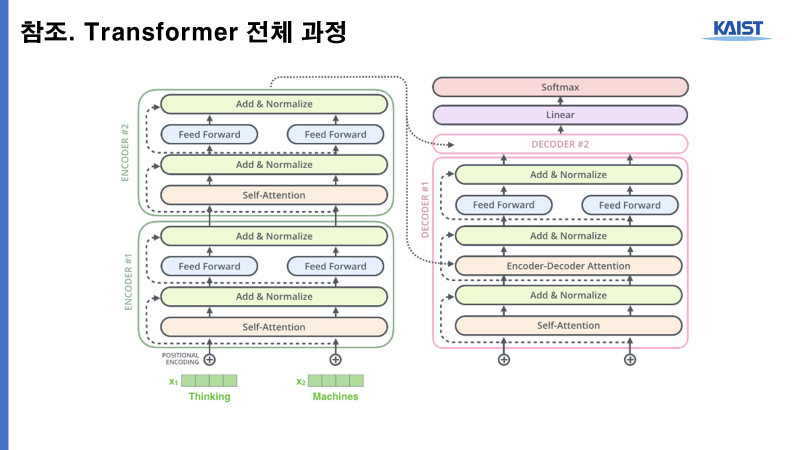 참조. Transformer 전체 과정
KAIST
ENCODER #2
Add & Normalize
Feed Forward
Feed Forward
Add & Normalize
Self-Attention
ENCODER #1
Add & Normalize
Feed Forward
Feed Forward
Add & Normalize
Self-Attention
POSITIONAL
ENCODING
x1
Thinking
x2
Machines
Softmax
Linear
DECODER #2
DECODER #1
Add & Normalize
Feed Forward
Feed Forward
Add & Normalize
Encoder-Decoder Attention
Add & Normalize
Self-Attention